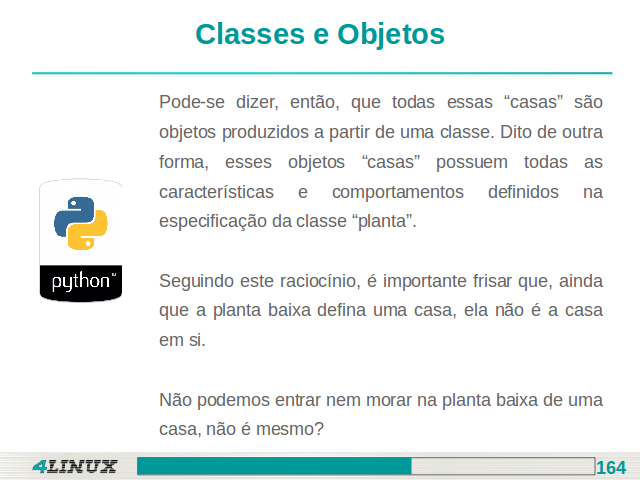 Classes e Objetos
Pode-se dizer, então, que todas essas “casas” são
objetos produzidos a partir de uma classe. Dito de outra
forma, esses objetos “casas” possuem todas as
características e comportamentos definidos na
especificação da classe “planta”.
Seguindo este raciocínio, é importante frisar que, ainda
que a planta baixa defina uma casa, ela não é a casa
em si.
Não podemos entrar nem morar na planta baixa de uma
casa, não é mesmo?
python™
4LINUX
164